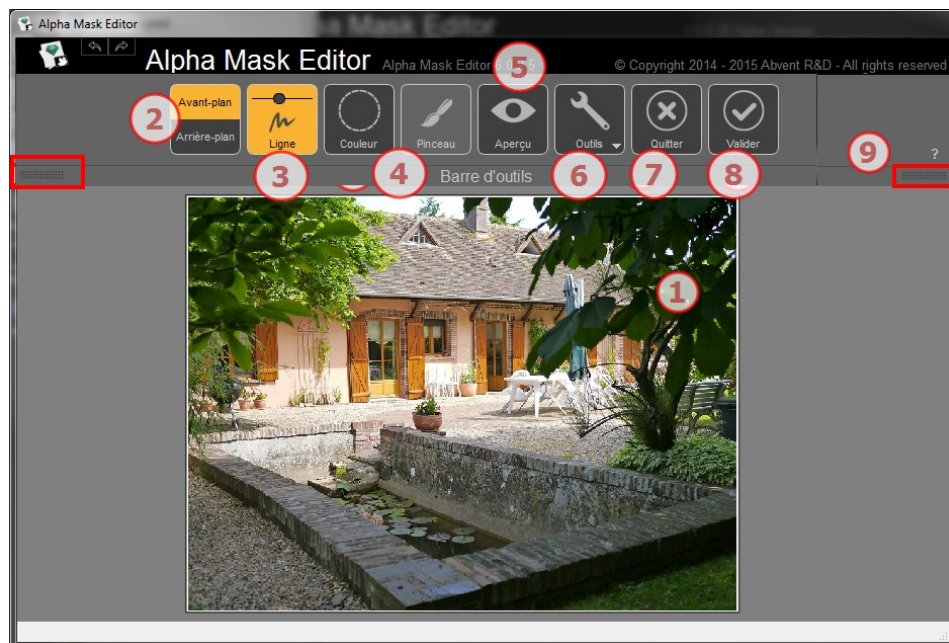 Alpha Mask Editor
Alpha Mask Editor Alpha Mask Editor © Copyright 2014 - 2015 Abvent R&D - All rights reserved
5
Avant-plan
Arrière-plan
2
Ligne
Couleur
Pinceau
Aperçu
Outils
Quitter
Valider
9
?
3
4
Barre d'outils
6
7
8
1